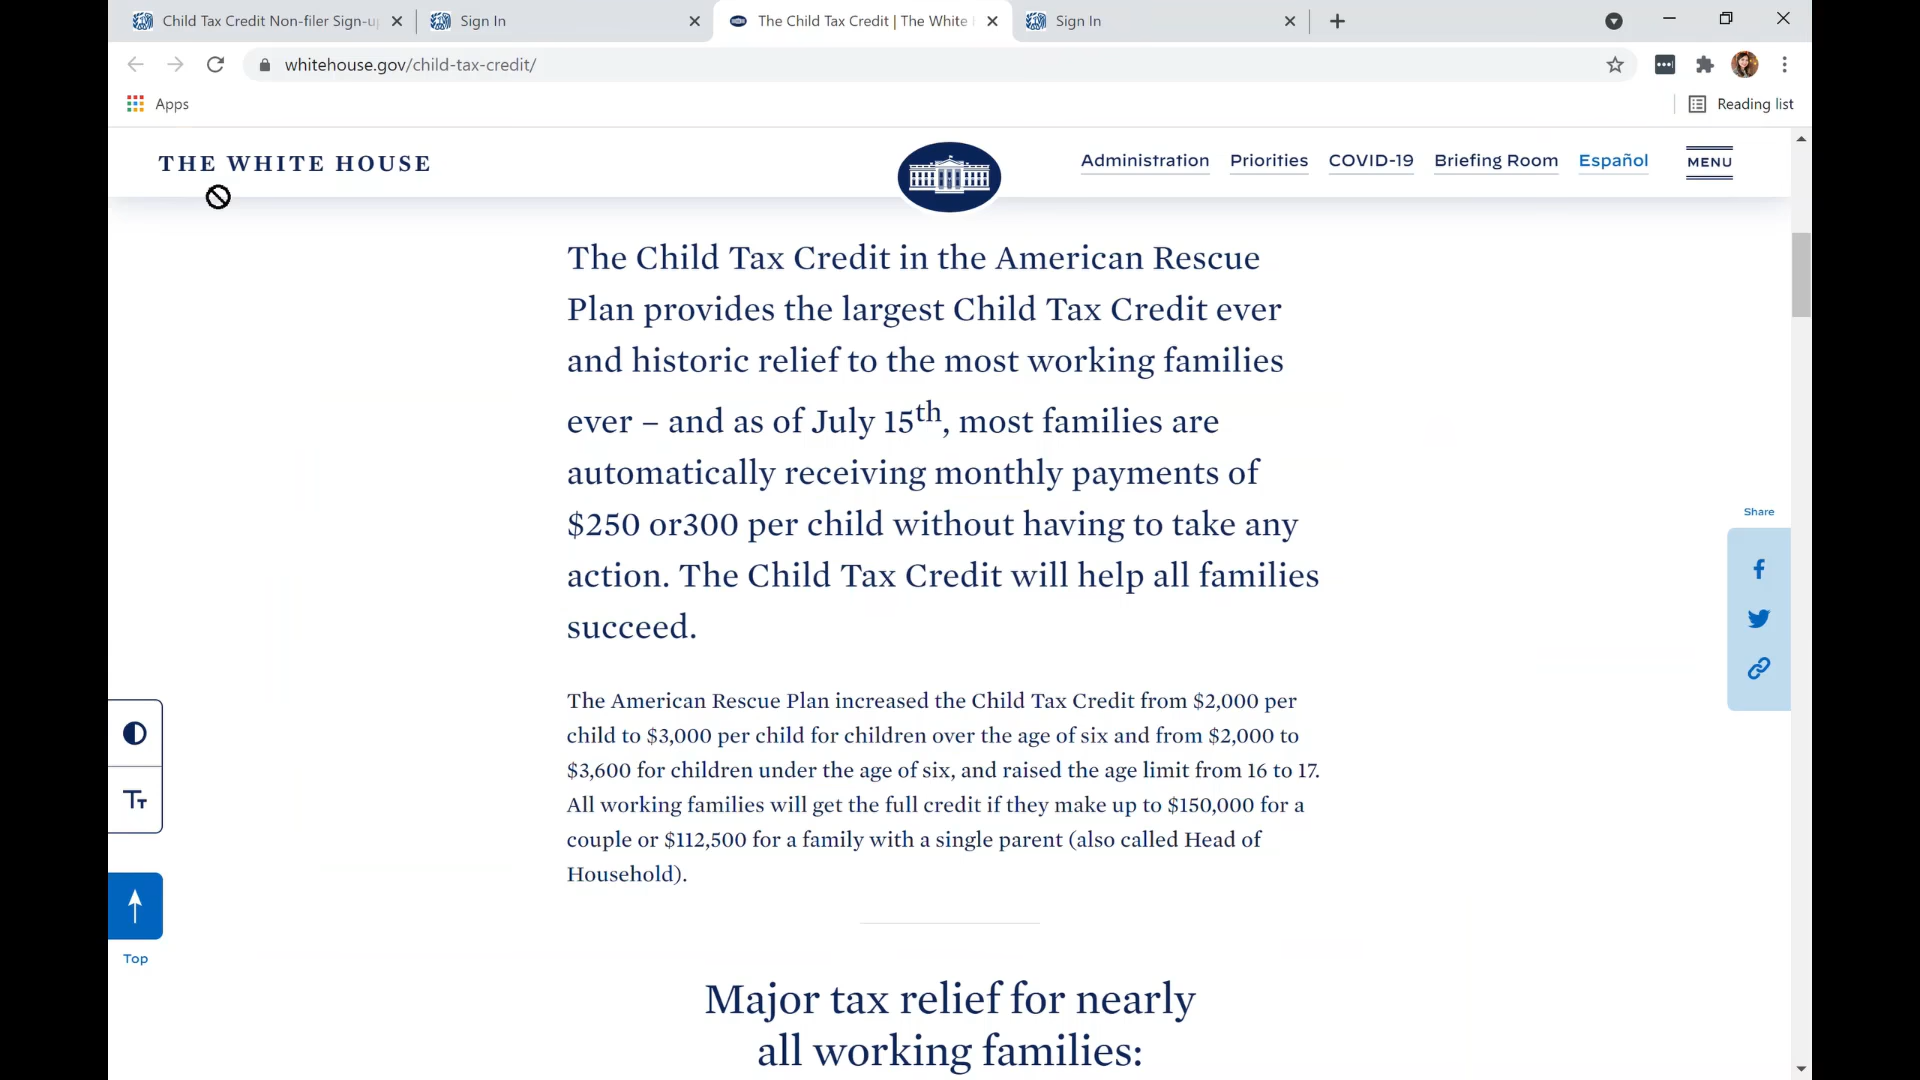 Child Tax Credit Non-filer Sign-u
Sign In
The Child Tax Credit | The White
Sign In
whitehouse.gov/child-tax-credit/
Apps
Reading list
THE WHITE HOUSE
Administration
Priorities
COVID-19
Briefing Room
Español
MENU
The Child Tax Credit in the American Rescue
Plan provides the largest Child Tax Credit ever
and historic relief to the most working families
ever – and as of July 15th, most families are
automatically receiving monthly payments of
$250 or300 per child without having to take any
action. The Child Tax Credit will help all families
succeed.
Share
The American Rescue Plan increased the Child Tax Credit from $2,000 per
child to $3,000 per child for children over the age of six and from $2,000 to
$3,600 for children under the age of six, and raised the age limit from 16 to 17.
All working families will get the full credit if they make up to $150,000 for a
couple or $112,500 for a family with a single parent (also called Head of
Household).
Top
Major tax relief for nearly
all working families: